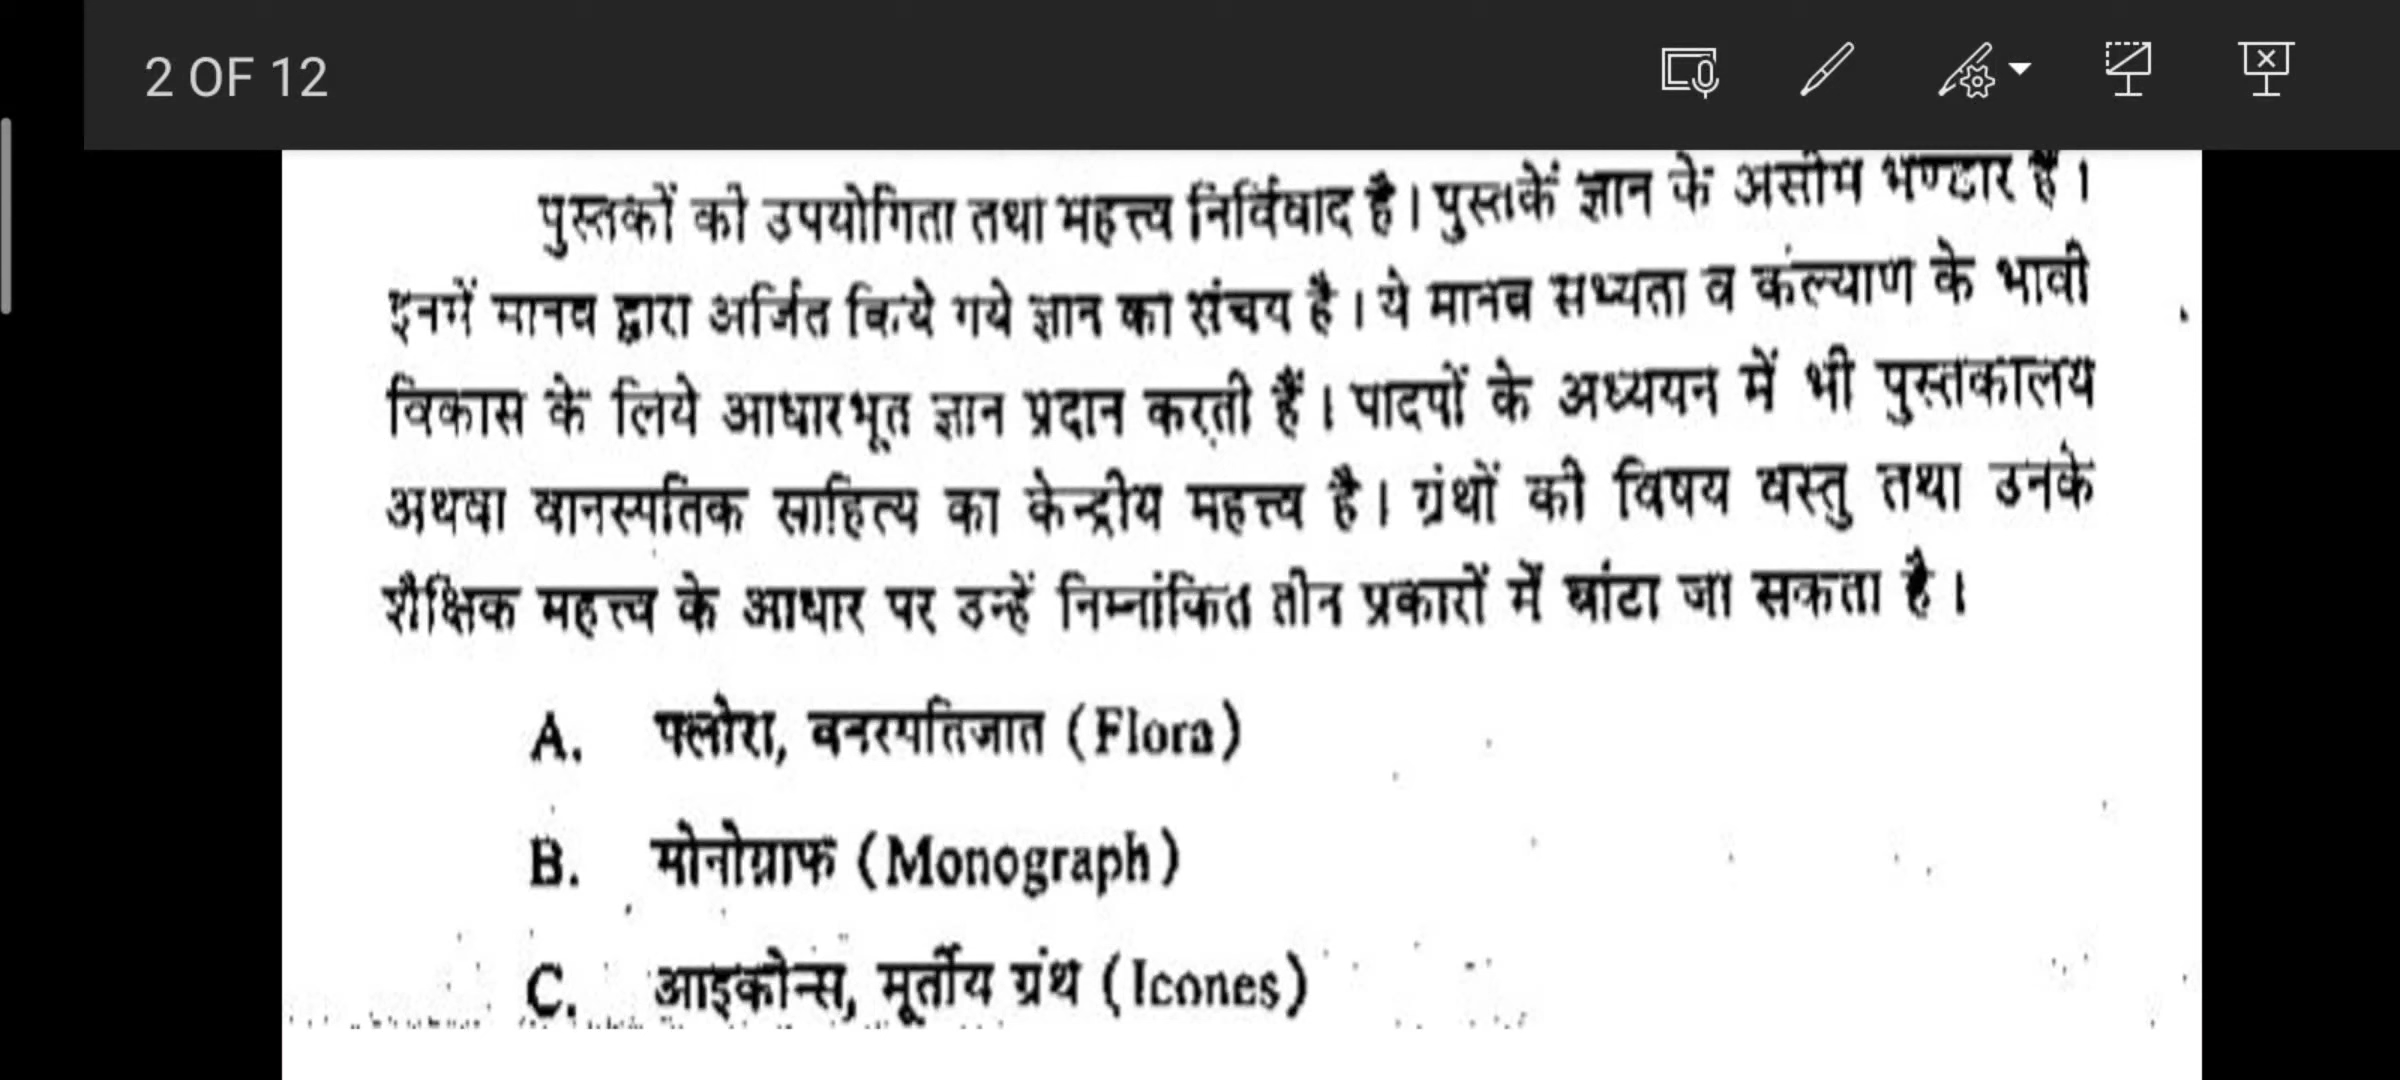 2 OF 12
पुस्तकों की उपयोगिता तथा महत्त्व निर्विवाद है। पुस्तकें ज्ञान के असीम भण्डार हैं।
इनमें मानव द्वारा अर्जित किये गये ज्ञान का संचय है। ये मानव सभ्यता व कल्याण के भावी
विकास के लिये आधारभूत ज्ञान प्रदान करती हैं। पादपों के अध्ययन में भी पुस्तकालय
अथवा वानस्पतिक साहित्य का केन्द्रीय महत्त्व है। ग्रंथों की विषय वस्तु तथा उनके
शैक्षिक महत्त्व के आधार पर उन्हें निम्नांकित तीन प्रकारों में बांटा जा सकता है।
A. फ्लोरा, वनस्पतिजात (Flora)
B. मोनोग्राफ (Monograph)
C. आइकोन्स, मूर्तीय ग्रंथ (Icones)